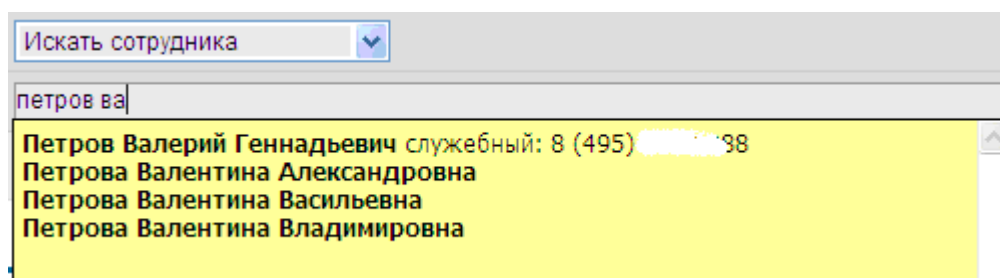 Искать сотрудника
петров ва
Петров Валерий Геннадьевич служебный: 8 (495)
Петрова Валентина Александровна
Петрова Валентина Васильевна
Петрова Валентина Владимировна